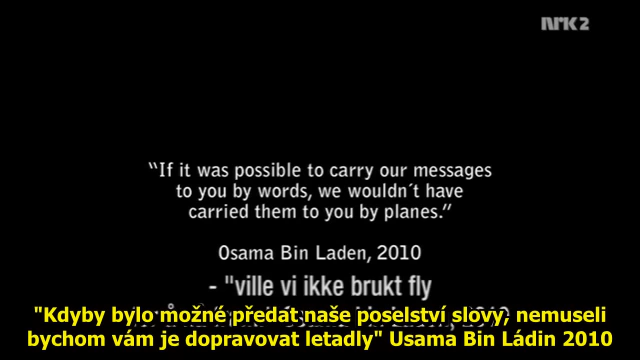 NRK2
“If it was possible to carry our messages
to you by words, we wouldn´t have
carried them to you by planes.”
Osama Bin Laden, 2010
- "ville vi ikke brukt fly
"Kdyby bylo možné předat naše poselství slovy, nemuseli
bychom vám je dopravovat letadly" Usama Bin Ládin 2010